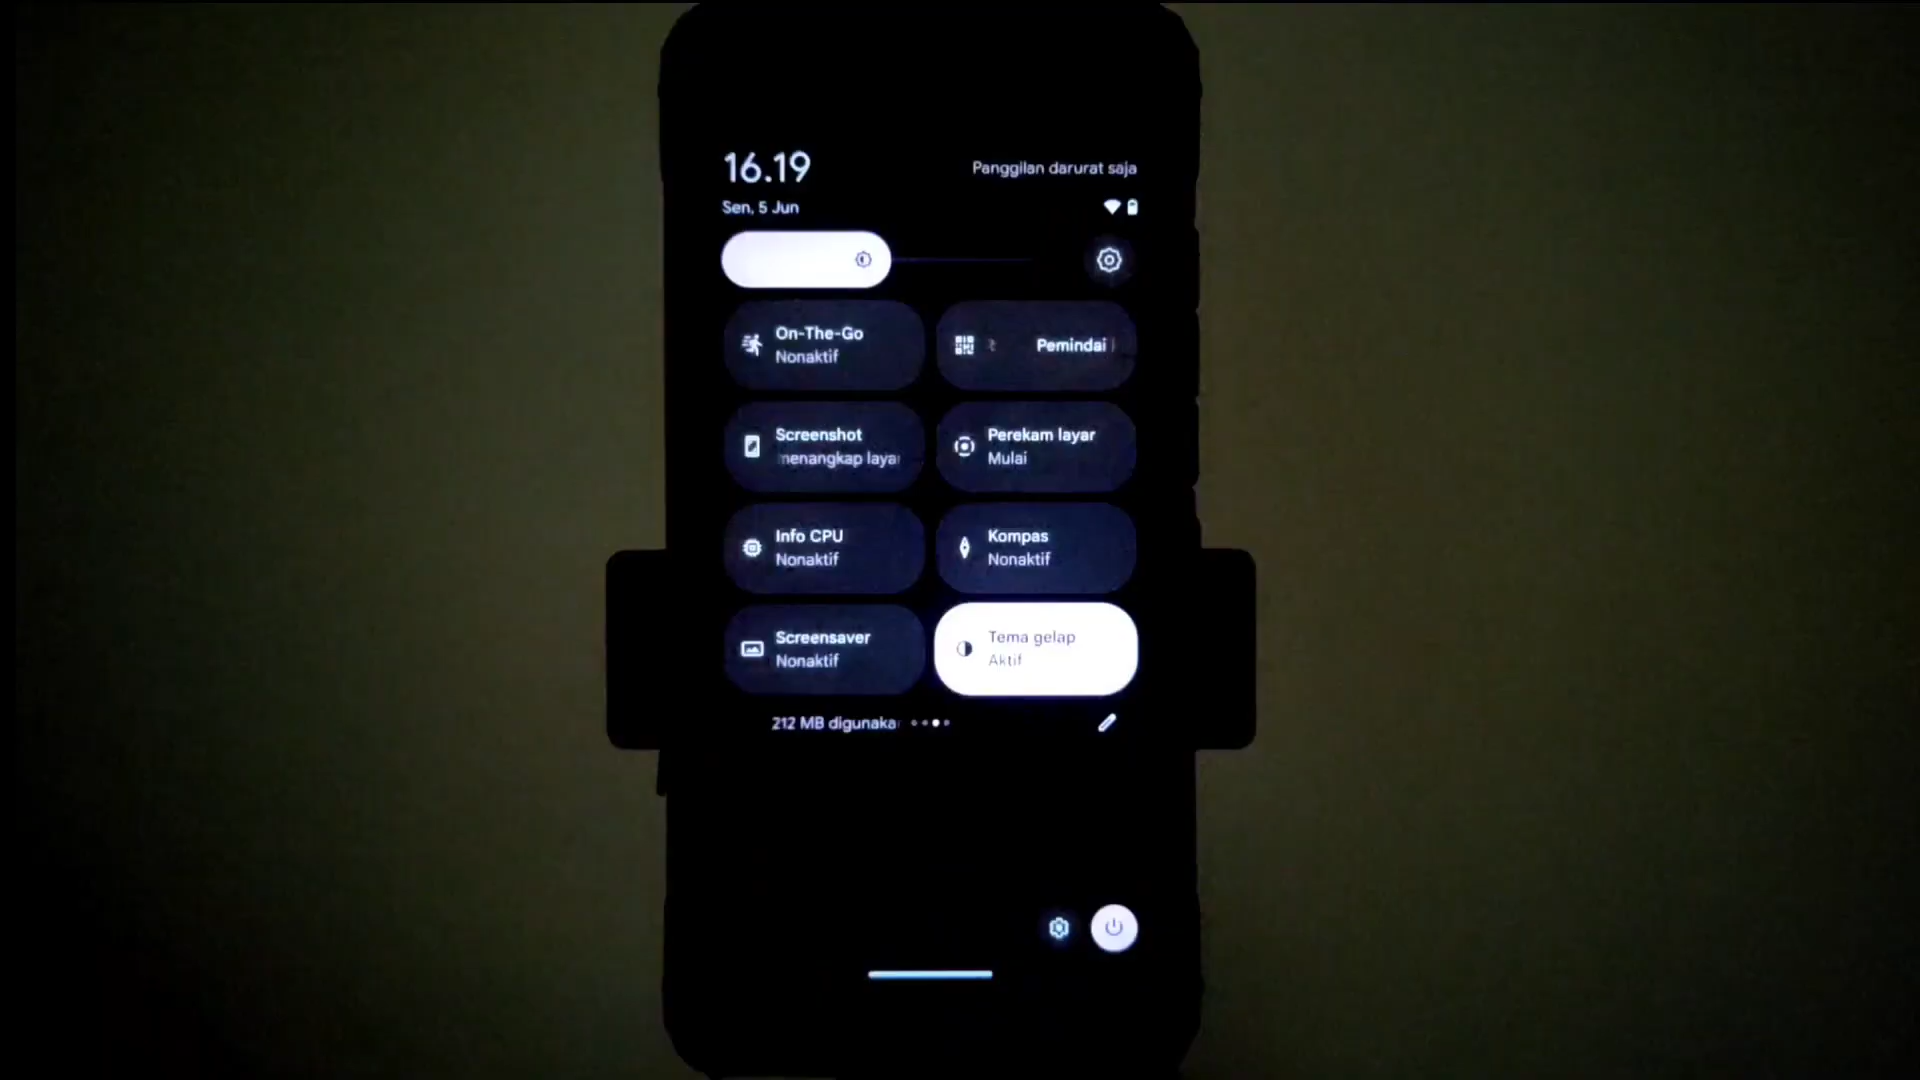 16.19
Panggilan darurat saja
Sen, 5 Jun
On-The-Go
Nonaktif
Pemindai
Screenshot
menangkap laya
Perekam layar
Mulai
Info CPU
Nonaktif
Kompas
Nonaktif
Screensaver
Nonaktif
Tema gelap
Aktif
212 MB digunaka